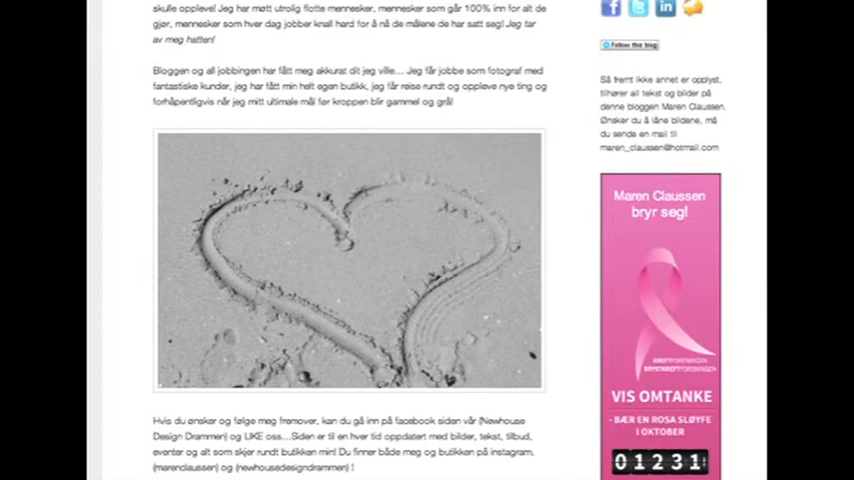 skulle oppleve! Jeg har møtt utrolig flotte mennesker, mennesker som går 100% inn for alt de
gjør, mennesker som hver dag jobber knall hard for å nå de målene de har satt seg! Jeg tar
av meg hatten!
Bloggen og all jobbingen har fått meg akkurat dit jeg ville.... Jeg får jobbe som fotograf med
fantastiske kunder, jeg har fått min helt egen butikk, jeg får reise rundt og oppleve nye ting og
forhåpentligvis når jeg mitt ultimale mål før kroppen blir gammel og grå!
Hvis du ønsker og følge meg fremover, kan du gå inn på facebook siden vår (Newhouse
Design Drammen) og LIKE oss....Siden er til en hver tid oppdatert med bilder, tekst, tilbud,
eventer og alt som skjer rundt butikken min! Du finner både meg og butikken på instagram,
(marenclaussen) og (newhousedesigndrammen) !
Follow this blog
Så fremt ikke annet er opplyst,
tilhører all tekst og bilder på
denne bloggen Maren Claussen.
Ønsker du å låne bildene, må
du sende en mail til
maren_claussen@hotmail.com
Maren Claussen
bryr seg!
KREFTFORENINGEN
BRYSTKREFTFORENINGEN
VIS OMTANKE
- BÆR EN ROSA SLØYFE
I OKTOBER
01231